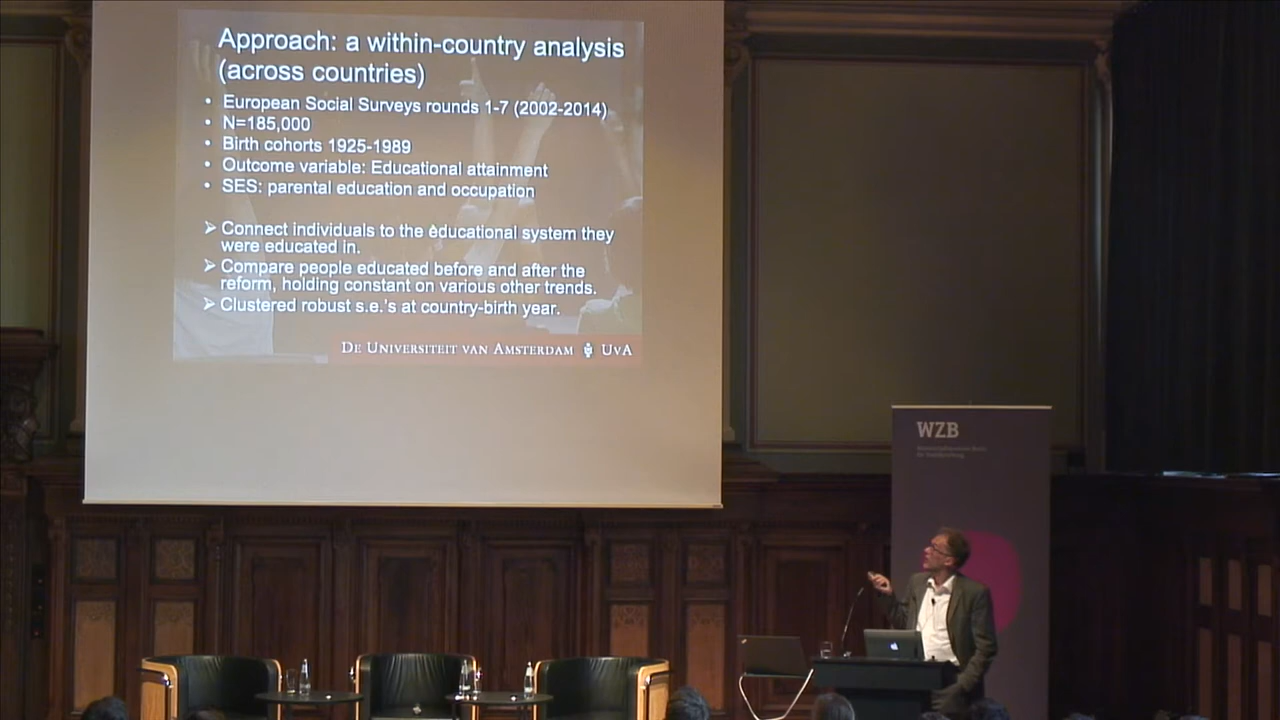 Approach: a within-country analysis
(across countries)
• European Social Surveys rounds 1-7 (2002-2014)
• N=185,000
• Birth cohorts 1925-1989
• Outcome variable: Educational attainment
• SES: parental education and occupation
➢ Connect individuals to the educational system they
were educated in.
➢ Compare people educated before and after the
reform, holding constant on various other trends.
➢ Clustered robust s.e.'s at country-birth year.
DE UNIVERSITEIT VAN AMSTERDAM UVA
WZB